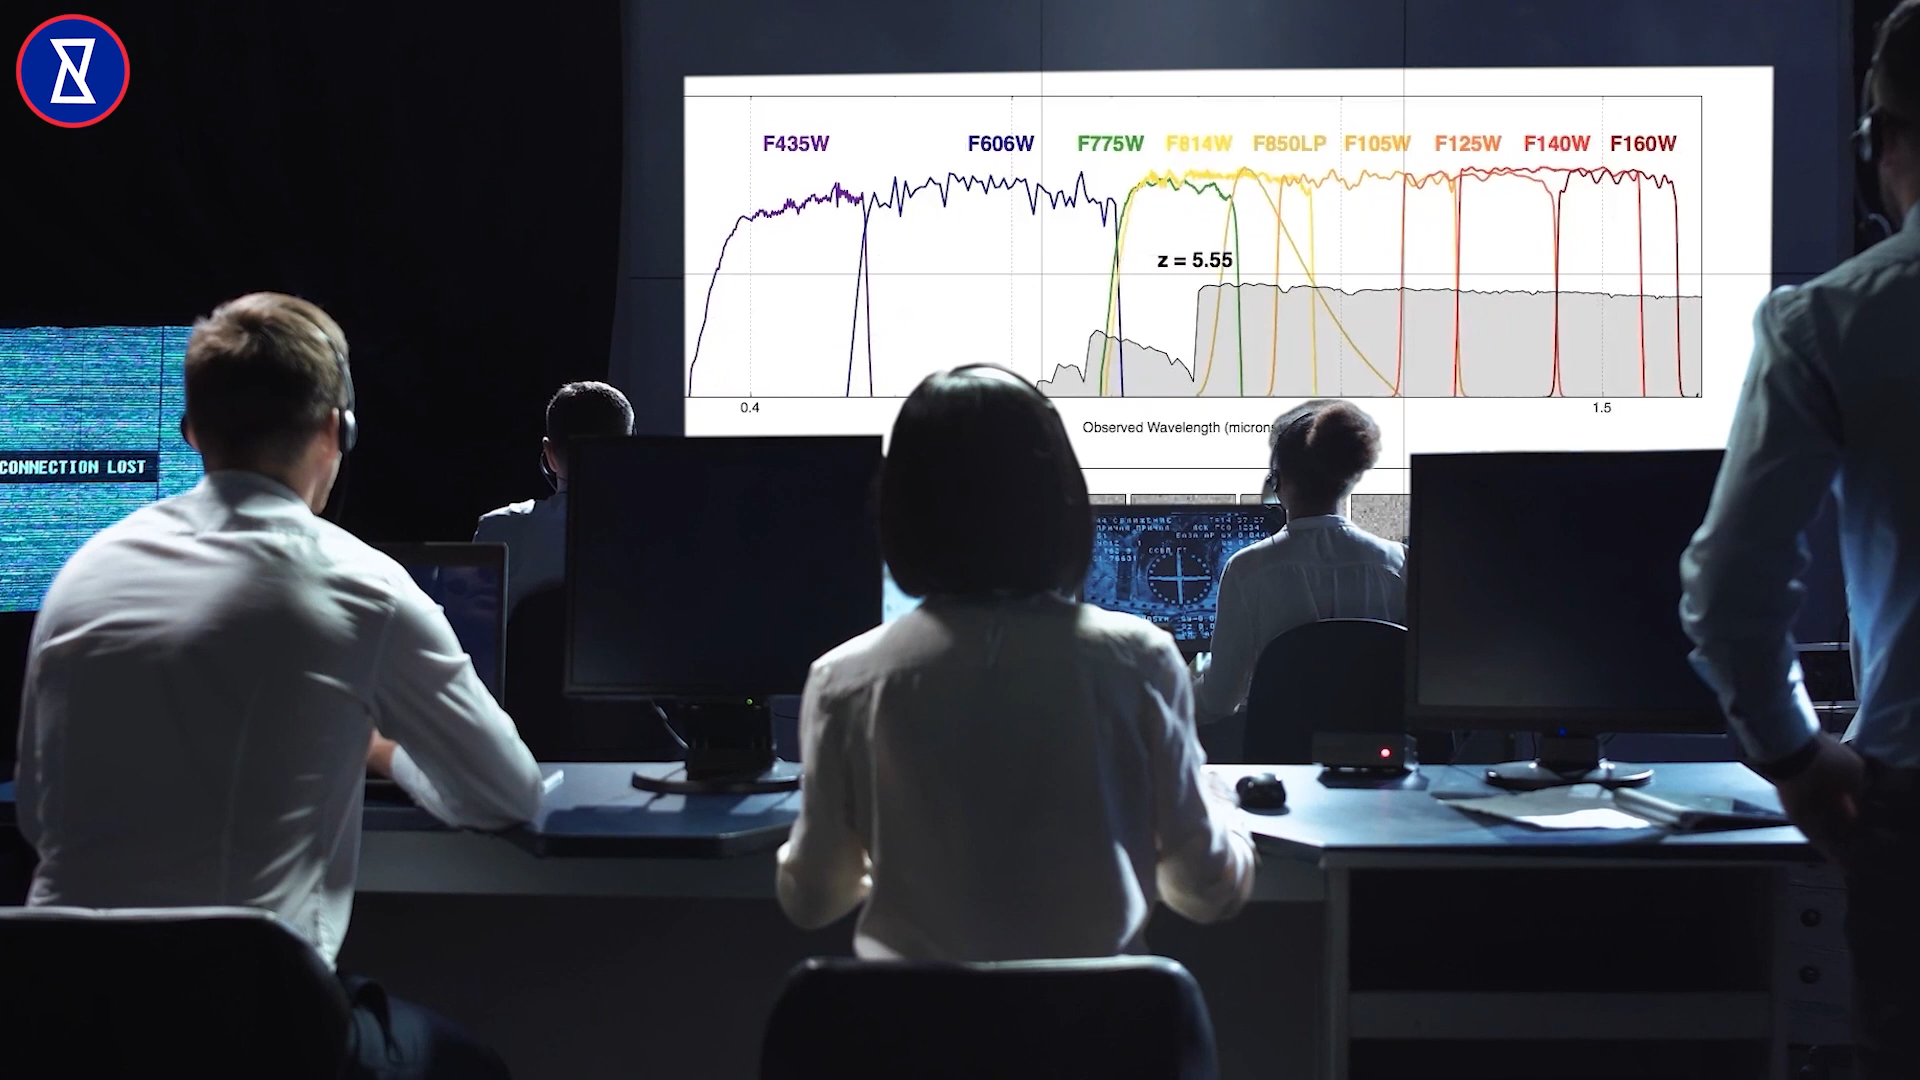 F435W F606W F775W F814W F850LP F105W F125W F140W F160W
z = 5.55
0.4 1.5
Observed Wavelength (micron
CONNECTION LOST